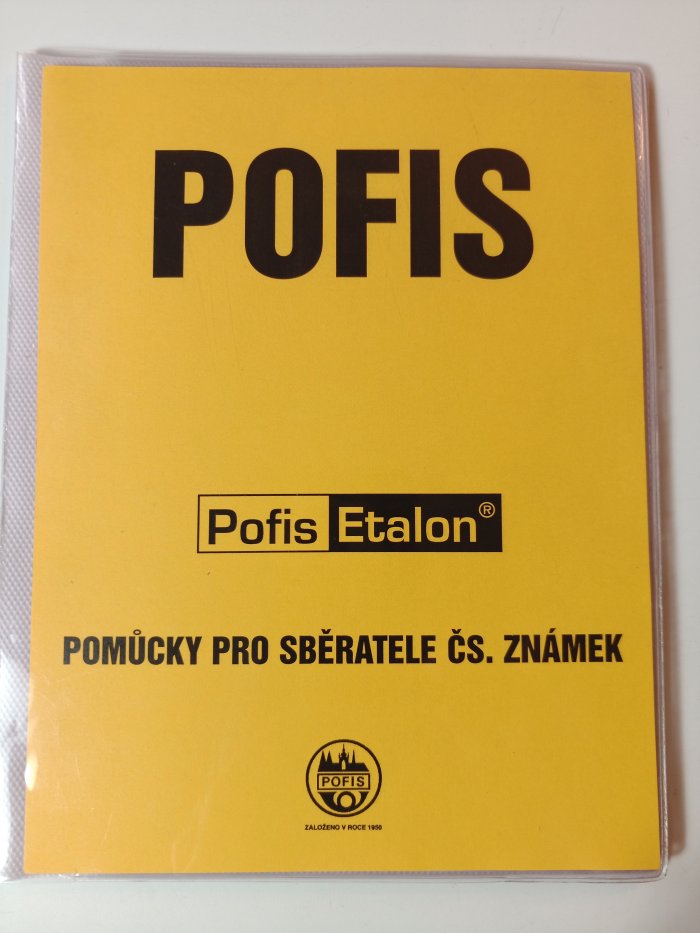 POFIS
Pofis Etalon®
POMŮCKY PRO SBĚRATELE ČS. ZNÁMEK
POFIS
ZALOŽENO V ROCE 1950